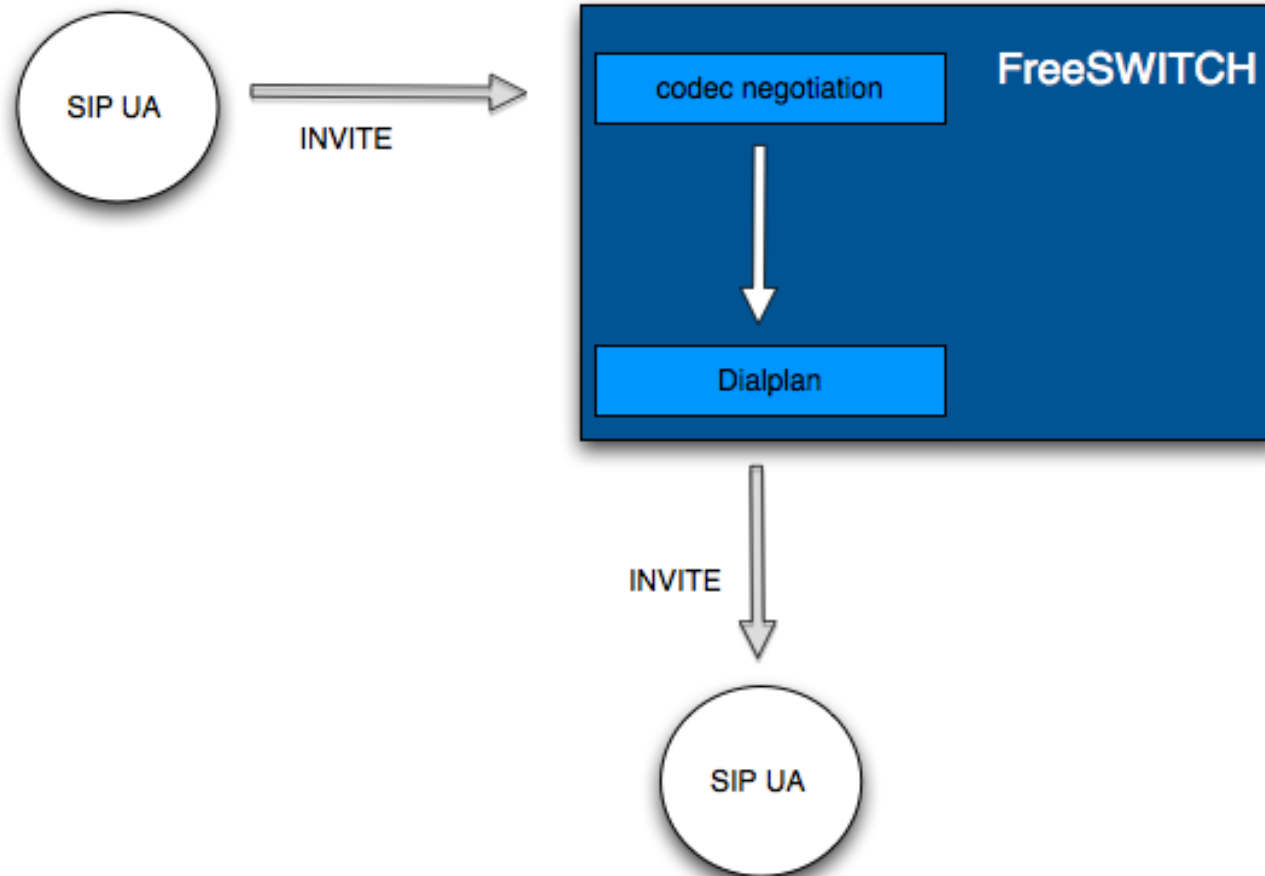 SIP UA
INVITE
FreeSWITCH
codec negotiation
Dialplan
INVITE
SIP UA